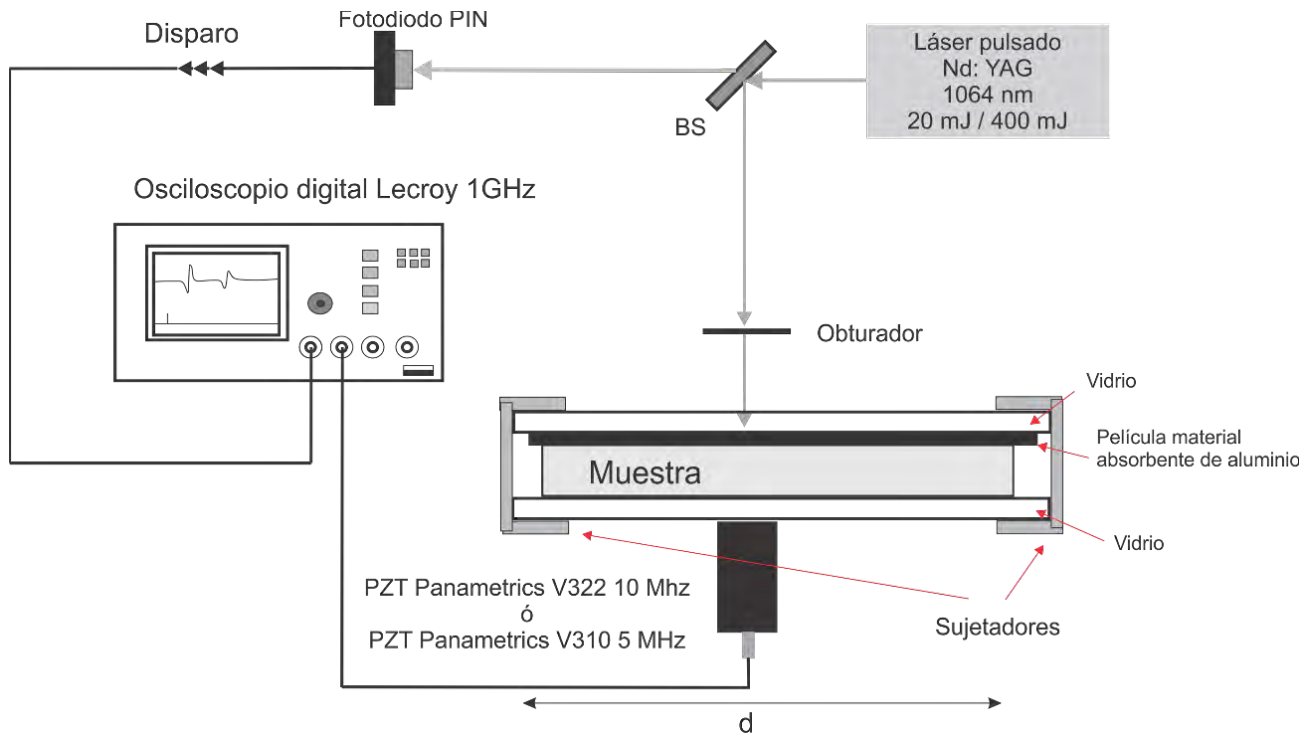 Fotodiodo PIN
Disparo
Láser pulsado
Nd: YAG
1064 nm
20 mJ / 400 mJ
BS
Osciloscopio digital Lecroy 1GHz
Obturador
Vidrio
Película material
absorbente de aluminio
Muestra
Vidrio
PZT Panametrics V322 10 Mhz
ó
PZT Panametrics V310 5 MHz
Sujetadores
d